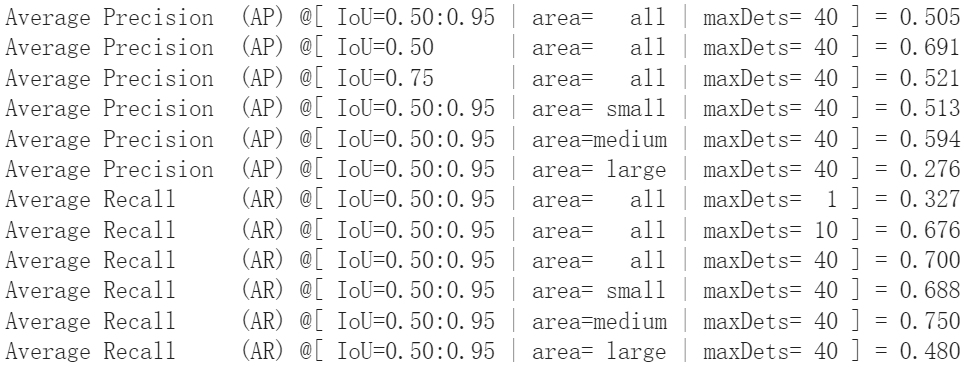 Average Precision  (AP) @[ IoU=0.50:0.95 | area=   all | maxDets= 40 ] = 0.505
Average Precision  (AP) @[ IoU=0.50      | area=   all | maxDets= 40 ] = 0.691
Average Precision  (AP) @[ IoU=0.75      | area=   all | maxDets= 40 ] = 0.521
Average Precision  (AP) @[ IoU=0.50:0.95 | area= small | maxDets= 40 ] = 0.513
Average Precision  (AP) @[ IoU=0.50:0.95 | area=medium | maxDets= 40 ] = 0.594
Average Precision  (AP) @[ IoU=0.50:0.95 | area= large | maxDets= 40 ] = 0.276
Average Recall     (AR) @[ IoU=0.50:0.95 | area=   all | maxDets=  1 ] = 0.327
Average Recall     (AR) @[ IoU=0.50:0.95 | area=   all | maxDets= 10 ] = 0.676
Average Recall     (AR) @[ IoU=0.50:0.95 | area=   all | maxDets= 40 ] = 0.700
Average Recall     (AR) @[ IoU=0.50:0.95 | area= small | maxDets= 40 ] = 0.688
Average Recall     (AR) @[ IoU=0.50:0.95 | area=medium | maxDets= 40 ] = 0.750
Average Recall     (AR) @[ IoU=0.50:0.95 | area= large | maxDets= 40 ] = 0.480